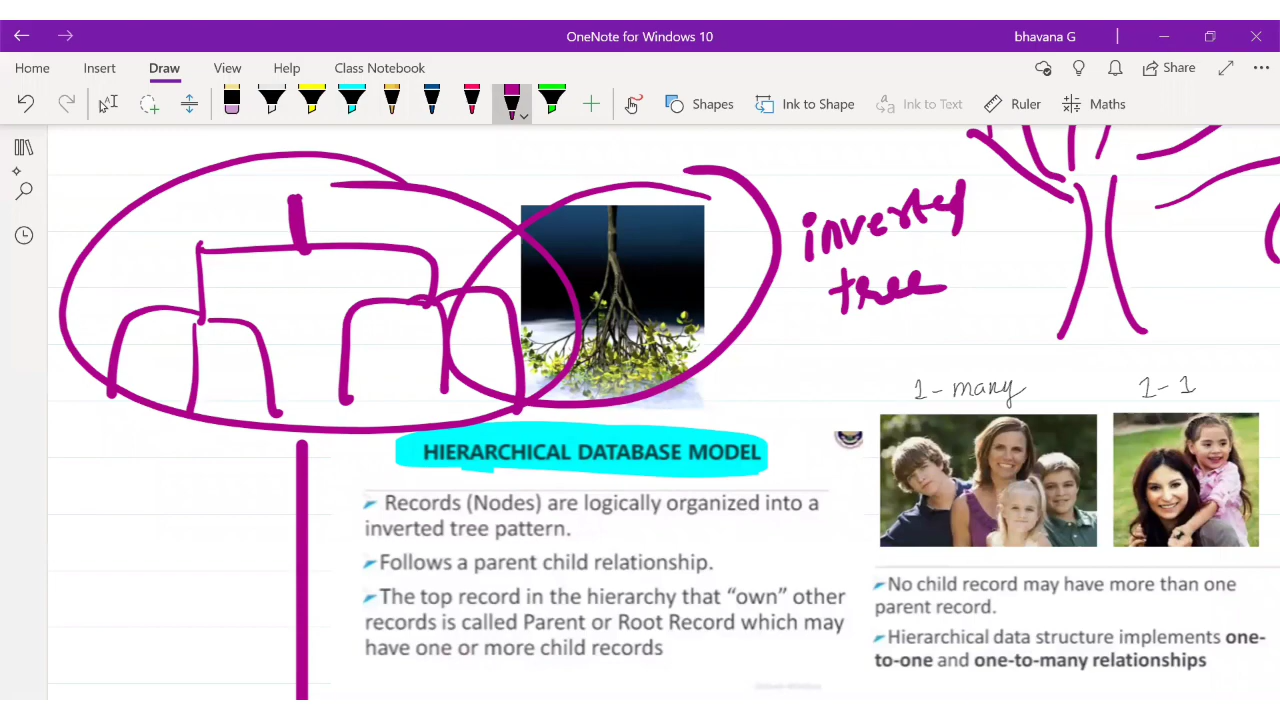 OneNote for Windows 10
bhavana G
Home
Insert
Draw
View
Help
Class Notebook
Share
Shapes
Ink to Shape
Ink to Text
Ruler
Maths
inverted
tree
1 - many
1 - 1
HIERARCHICAL DATABASE MODEL
Records (Nodes) are logically organized into a
inverted tree pattern.
Follows a parent child relationship.
The top record in the hierarchy that “own” other
records is called Parent or Root Record which may
have one or more child records
No child record may have more than one
parent record.
Hierarchical data structure implements one-
to-one and one-to-many relationships